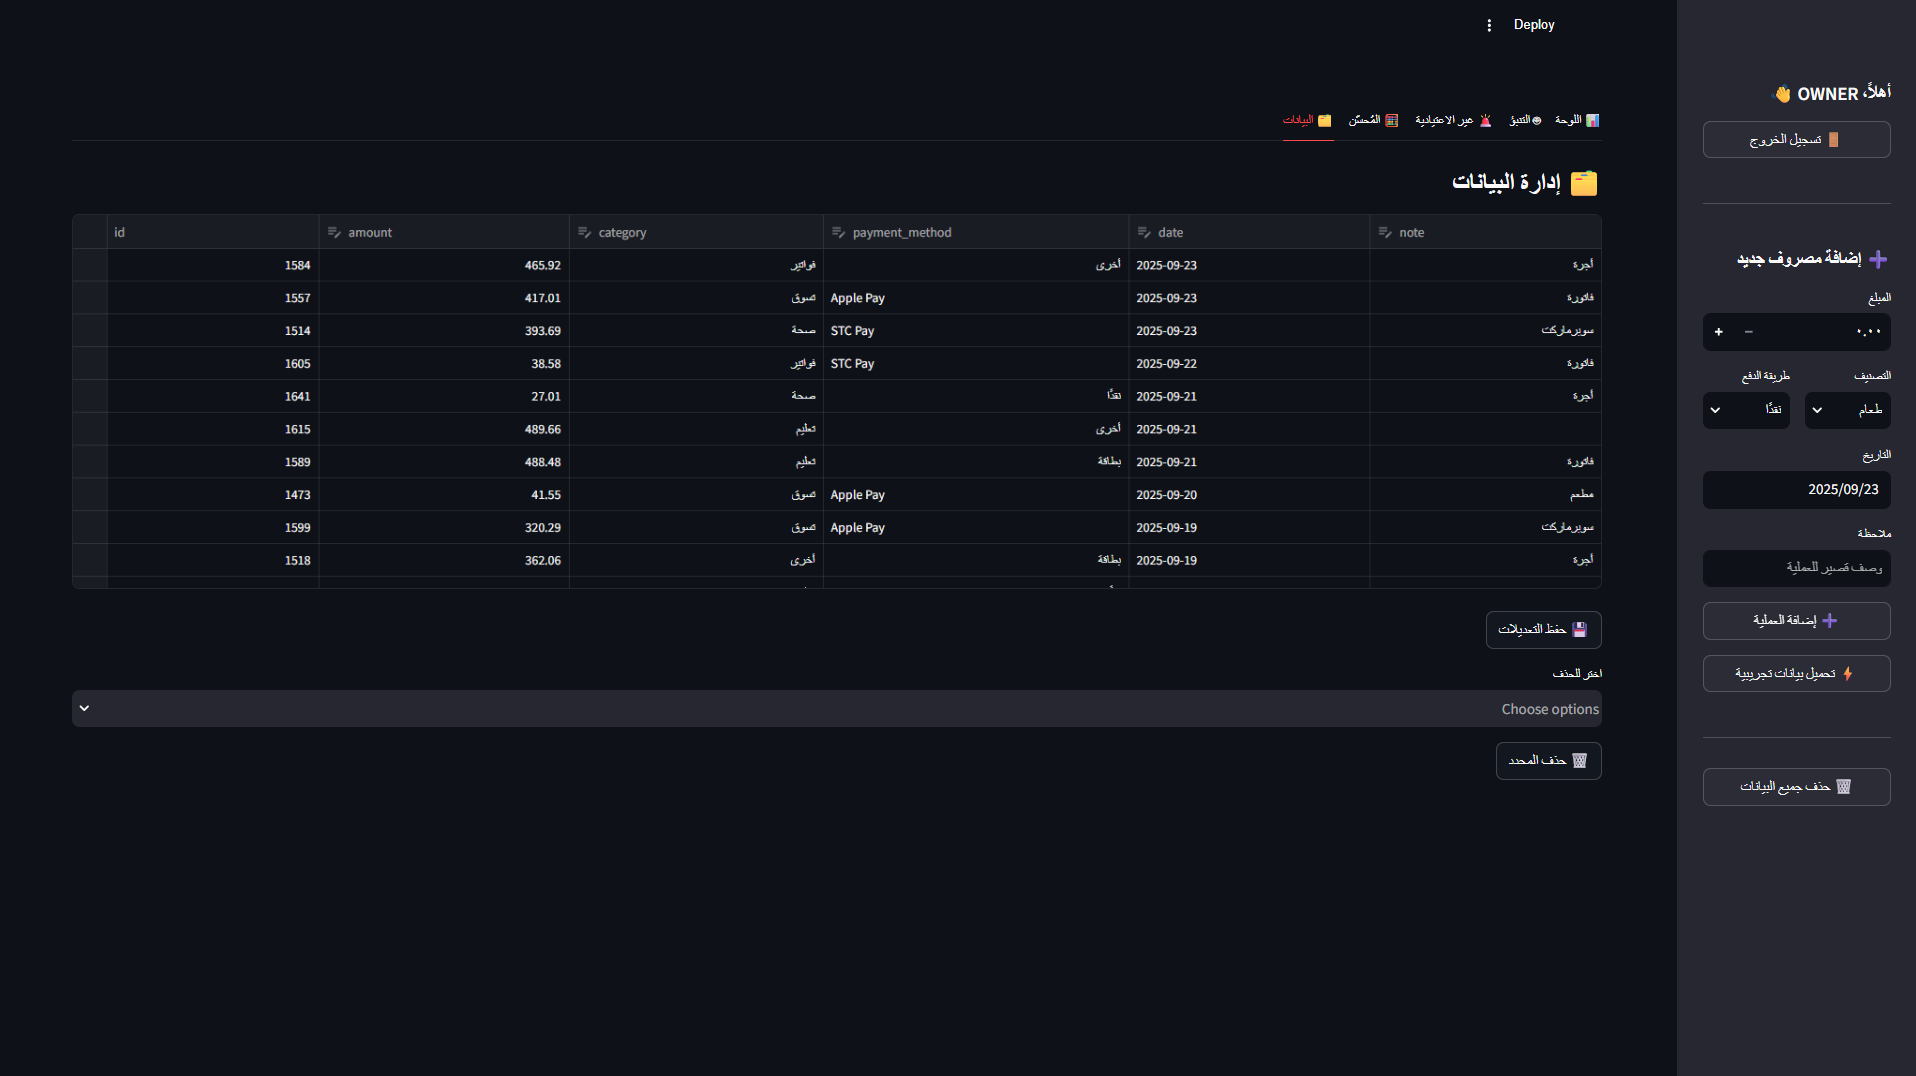 Deploy
اللوحة
التنبؤ
غير الاعتيادية
المُحسّن
البيانات
إدارة البيانات
id amount category payment_method date note
1584 465.92 فواتير أخرى 2025-09-23 أجرة
1557 417.01 تسوق Apple Pay 2025-09-23 فاتورة
1514 393.69 صحة STC Pay 2025-09-23 سوبرماركت
1605 38.58 فواتير STC Pay 2025-09-22 فاتورة
1641 27.01 صحة نقدًا 2025-09-21 أجرة
1615 489.66 تعليم أخرى 2025-09-21
1589 488.48 تعليم بطاقة 2025-09-21 فاتورة
1473 41.55 تسوق Apple Pay 2025-09-20 مطعم
1599 320.29 تسوق Apple Pay 2025-09-19 سوبرماركت
1518 362.06 أخرى بطاقة 2025-09-19 أجرة
حفظ التعديلات
اختر للحذف
Choose options
حذف المحدد
أهلاً، OWNER
تسجيل الخروج
إضافة مصروف جديد
المبلغ
٠.٠٠
التصنيف طريقة الدفع
طعام نقدًا
التاريخ
2025/09/23
ملاحظة
وصف قصير للعملية
إضافة العملية
تحميل بيانات تجريبية
حذف جميع البيانات